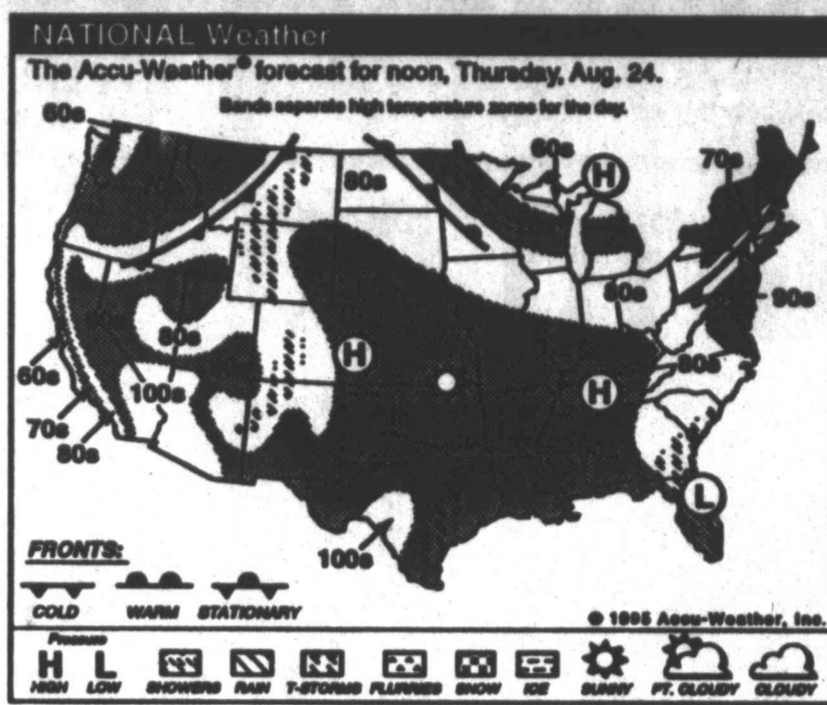 NATIONAL Weather
The Accu-Weather® forecast for noon, Thursday, Aug. 24.
Bands separate high temperature zones for the day.
60s
60s
70s
80s
H
80s
90s
80s
H
H
80s
60s
100s
70s
80s
L
100s
FRONTS:
COLD WARM STATIONARY
© 1995 Accu-Weather, Inc.
Pressure
H L
HIGH LOW SHOWERS RAIN T-STORMS FLURRIES SNOW ICE SUNNY PT. CLOUDY CLOUDY